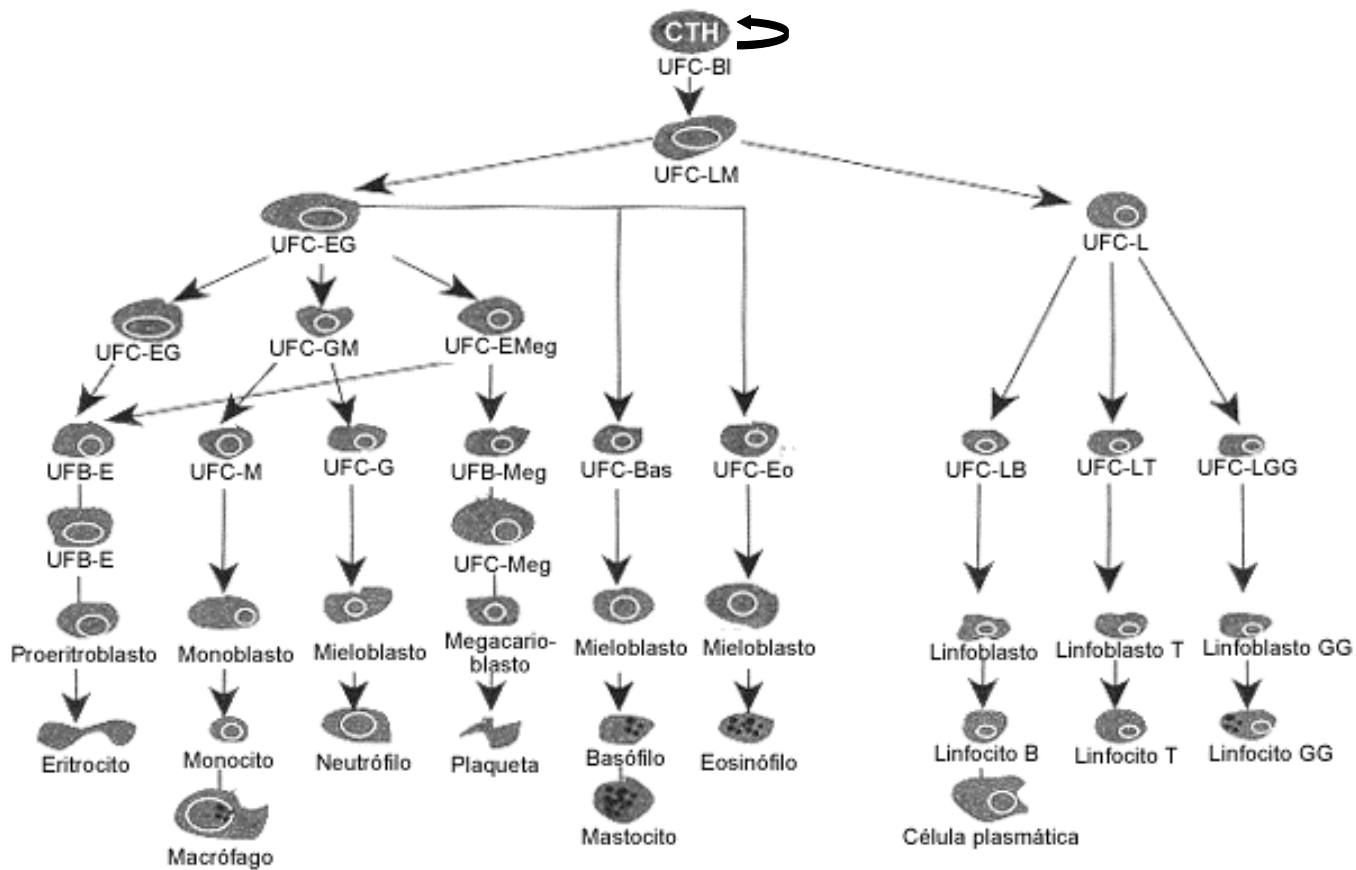 CTH
UFC-Bl
UFC-LM
UFC-EG
UFC-L
UFC-EG
UFC-GM
UFC-EMeg
UFB-E
UFC-M
UFC-G
UFB-Meg
UFC-Bas
UFC-Eo
UFC-LB
UFC-LT
UFC-LGG
UFB-E
UFC-Meg
Proeritroblasto
Monoblasto
Mieloblasto
Megacario-
blasto
Mieloblasto
Mieloblasto
Linfoblasto
Linfoblasto T
Linfoblasto GG
Eritrocito
Monocito
Neutrófilo
Plaqueta
Basófilo
Eosinófilo
Linfocito B
Linfocito T
Linfocito GG
Macrófago
Mastocito
Célula plasmática